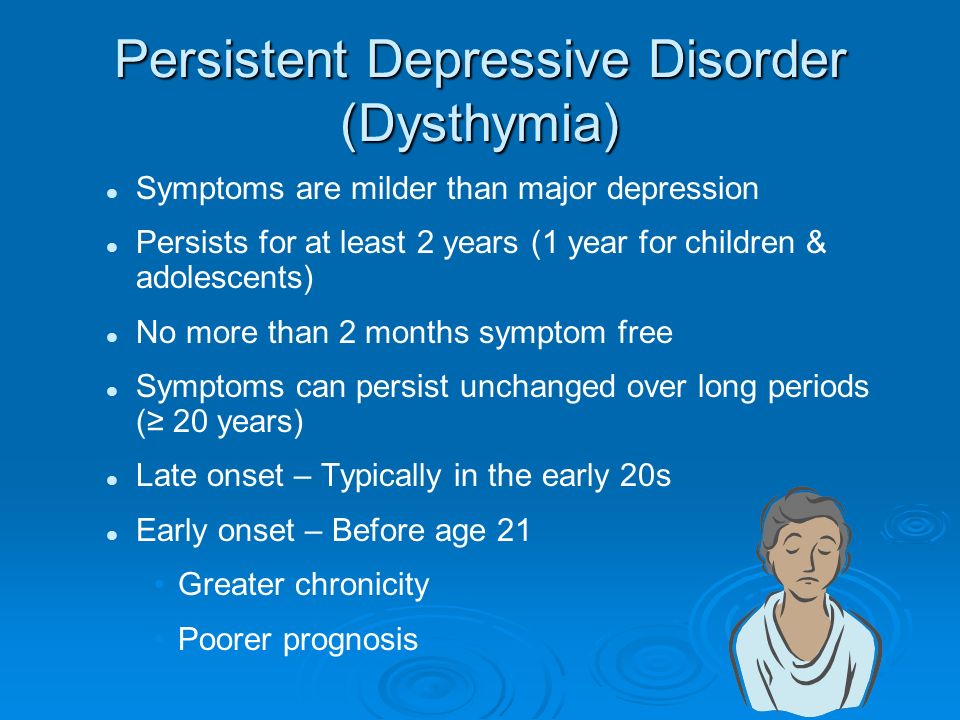 Persistent Depressive Disorder
(Dysthymia)
Symptoms are milder than major depression
Persists for at least 2 years (1 year for children &
adolescents)
No more than 2 months symptom free
Symptoms can persist unchanged over long periods
(≥ 20 years)
Late onset – Typically in the early 20s
Early onset – Before age 21
Greater chronicity
Poorer prognosis